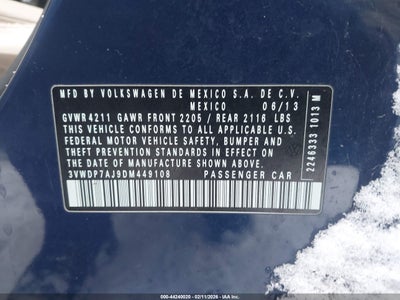 MFD BY VOLKSWAGEN DE MEXICO S.A. DE C.V.
MEXICO 06/13
GVWR 4211 GAWR FRONT 2205 / REAR 2116 LBS
THIS VEHICLE CONFORMS TO ALL APPLICABLE U.S.
FEDERAL MOTOR VEHICLE SAFETY, BUMPER AND
THEFT PREVENTION STANDARDS IN EFFECT ON THE
DATE OF MANUFACTURE SHOWN ABOVE.
3VWDP7AJ9DM449108 PASSENGER CAR
2246333 1013 M
000-44240020 - 02/11/2026 - IAAI.COM